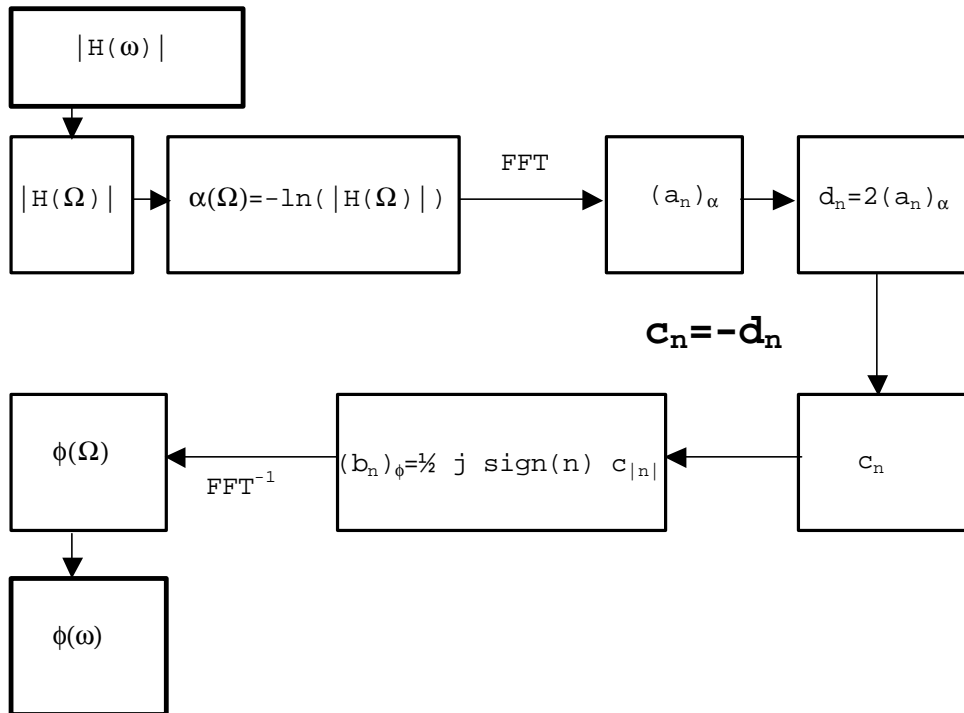 |H(ω)|
|H(Ω)|
α(Ω)=-ln(|H(Ω)|)
FFT
(aₙ)α
dₙ=2(aₙ)α
cₙ=-dₙ
cₙ
(bₙ)ϕ=½ j sign(n) c|n|
FFT⁻¹
ϕ(Ω)
ϕ(ω)